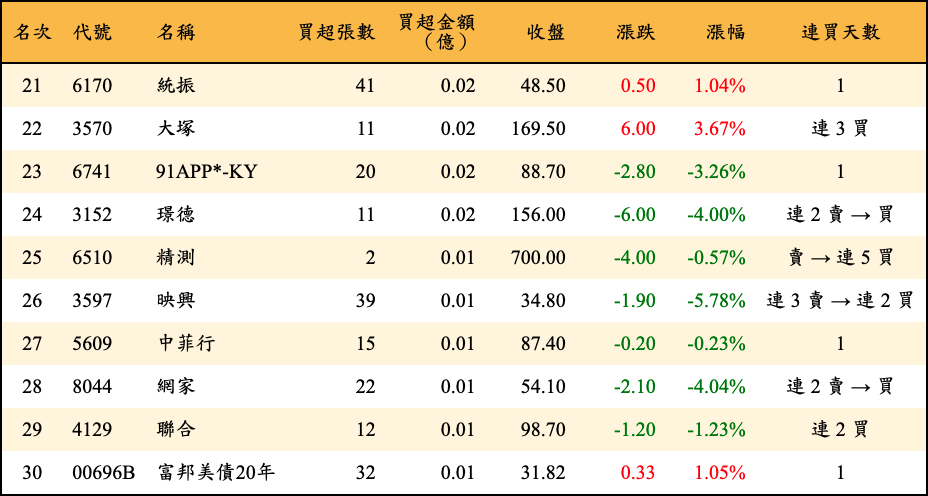 名次 代號 名稱 買超張數 買超金額（億） 收盤 漲跌 漲幅 連買天數
21 6170 統振 41 0.02 48.50 0.50 1.04% 1
22 3570 大塚 11 0.02 169.50 6.00 3.67% 連 3 買
23 6741 91APP*-KY 20 0.02 88.70 -2.80 -3.26% 1
24 3152 璟德 11 0.02 156.00 -6.00 -4.00% 連 2 賣 → 買
25 6510 精測 2 0.01 700.00 -4.00 -0.57% 賣 → 連 5 買
26 3597 映興 39 0.01 34.80 -1.90 -5.78% 連 3 賣 → 連 2 買
27 5609 中菲行 15 0.01 87.40 -0.20 -0.23% 1
28 8044 網家 22 0.01 54.10 -2.10 -4.04% 連 2 賣 → 買
29 4129 聯合 12 0.01 98.70 -1.20 -1.23% 連 2 買
30 00696B 富邦美債20年 32 0.01 31.82 0.33 1.05% 1